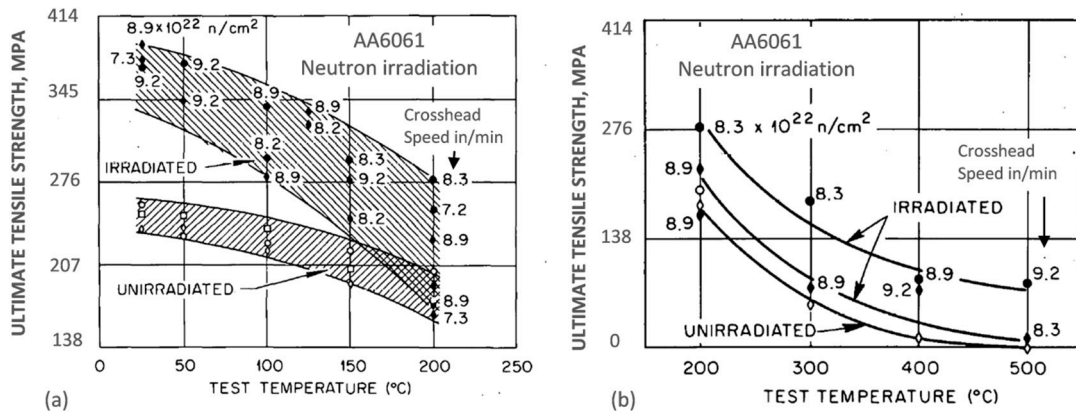 ULTIMATE TENSILE STRENGTH, MPA
414
345
276
207
138
AA6061
Neutron irradiation
Crosshead
Speed in/min
8.9 x 10²² n/cm²
7.3
9.2
9.2
9.2
8.9
8.2
8.9
8.9
8.2
8.3
9.2
8.2
8.3
7.2
8.9
8.9
7.3
IRRADIATED
UNIRRADIATED
0 50 100 150 200 250
TEST TEMPERATURE (°C)
(a)
ULTIMATE TENSILE STRENGTH, MPA
414
276
138
0
AA6061
Neutron irradiation
Crosshead
Speed in/min
8.3 x 10²² n/cm²
8.9
8.9
8.3
8.9
8.9
9.2
9.2
8.3
IRRADIATED
UNIRRADIATED
200 300 400 500
TEST TEMPERATURE (°C)
(b)